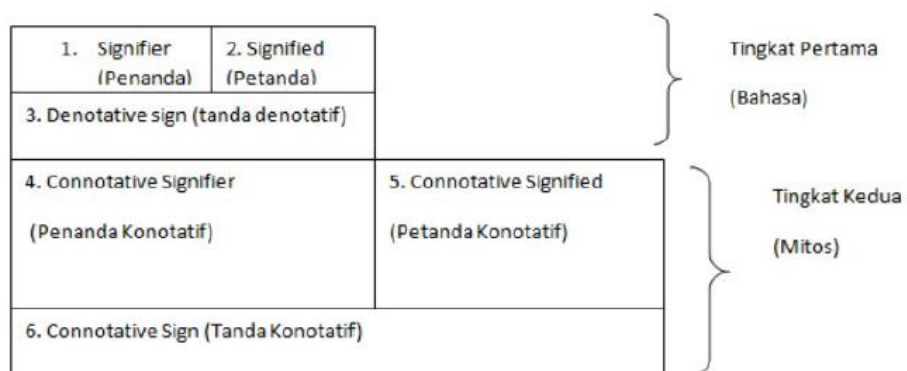 1. Signifier
(Penanda)
2. Signified
(Petanda)
3. Denotative sign (tanda denotatif)
Tingkat Pertama
(Bahasa)
4. Connotative Signifier
(Penanda Konotatif)
5. Connotative Signified
(Petanda Konotatif)
Tingkat Kedua
(Mitos)
6. Connotative Sign (Tanda Konotatif)